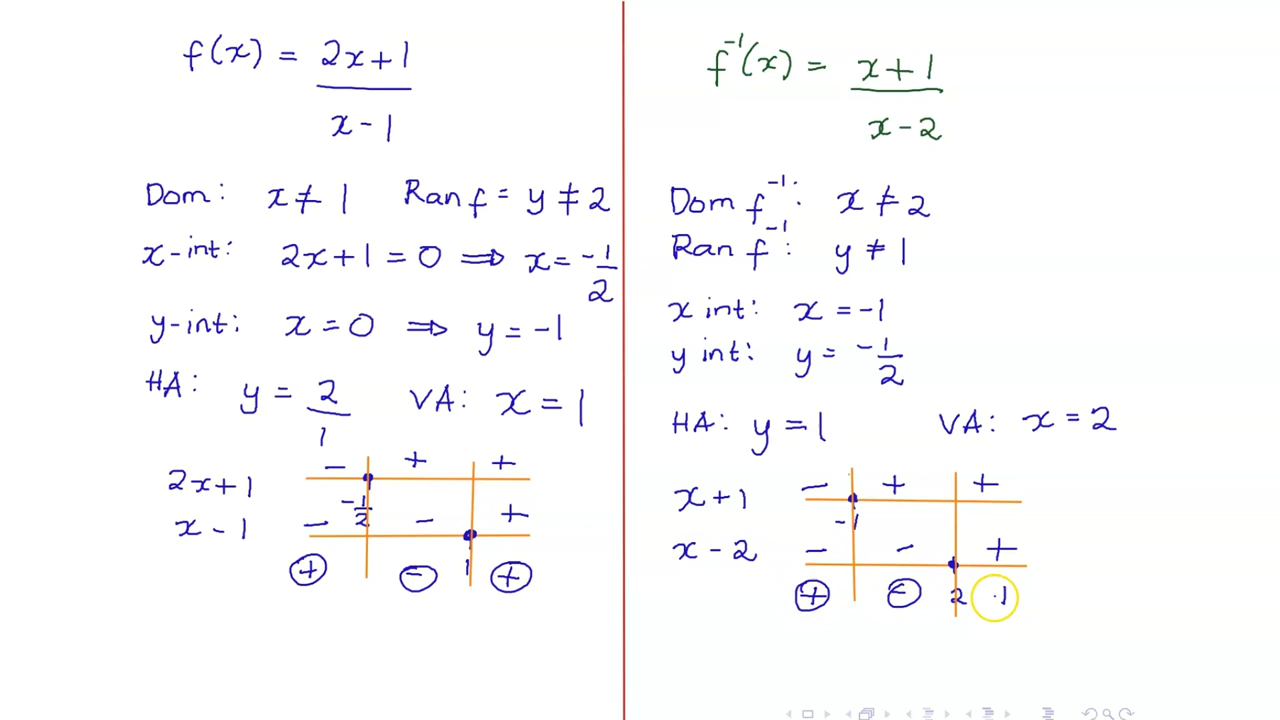 f(x) = 2x+1
x-1
Dom: x ≠ 1 Ran f = y ≠ 2
x-int: 2x+1 = 0 ⟹ x = -1/2
y-int: x = 0 ⟹ y = -1
HA: y = 2/1 VA: x = 1
- + +
2x+1
-1/2
x-1 - - +
1
+ - +
f⁻¹(x) = x+1
x-2
Dom f⁻¹: x ≠ 2
Ran f⁻¹: y ≠ 1
x int: x = -1
y int: y = -1/2
HA: y = 1 VA: x = 2
- + +
x+1
-1
x-2 - - +
+ - 2